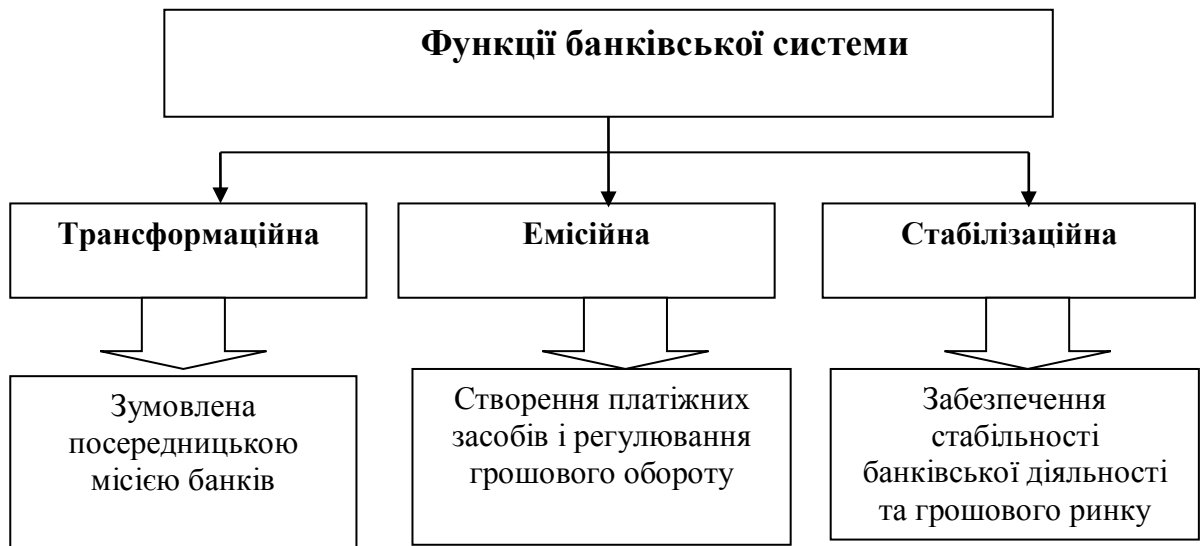 Функції банківської системи
Трансформаційна
Емісійна
Стабілізаційна
Зумовлена
посередницькою
місією банків
Створення платіжних
засобів і регулювання
грошового обороту
Забезпечення
стабільності
банківської діяльності
та грошового ринку